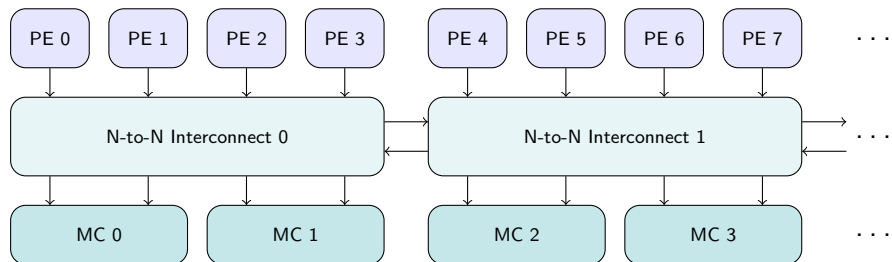 PE 0 PE 1 PE 2 PE 3 PE 4 PE 5 PE 6 PE 7 · · ·
N-to-N Interconnect 0 N-to-N Interconnect 1 · · ·
MC 0 MC 1 MC 2 MC 3 · · ·